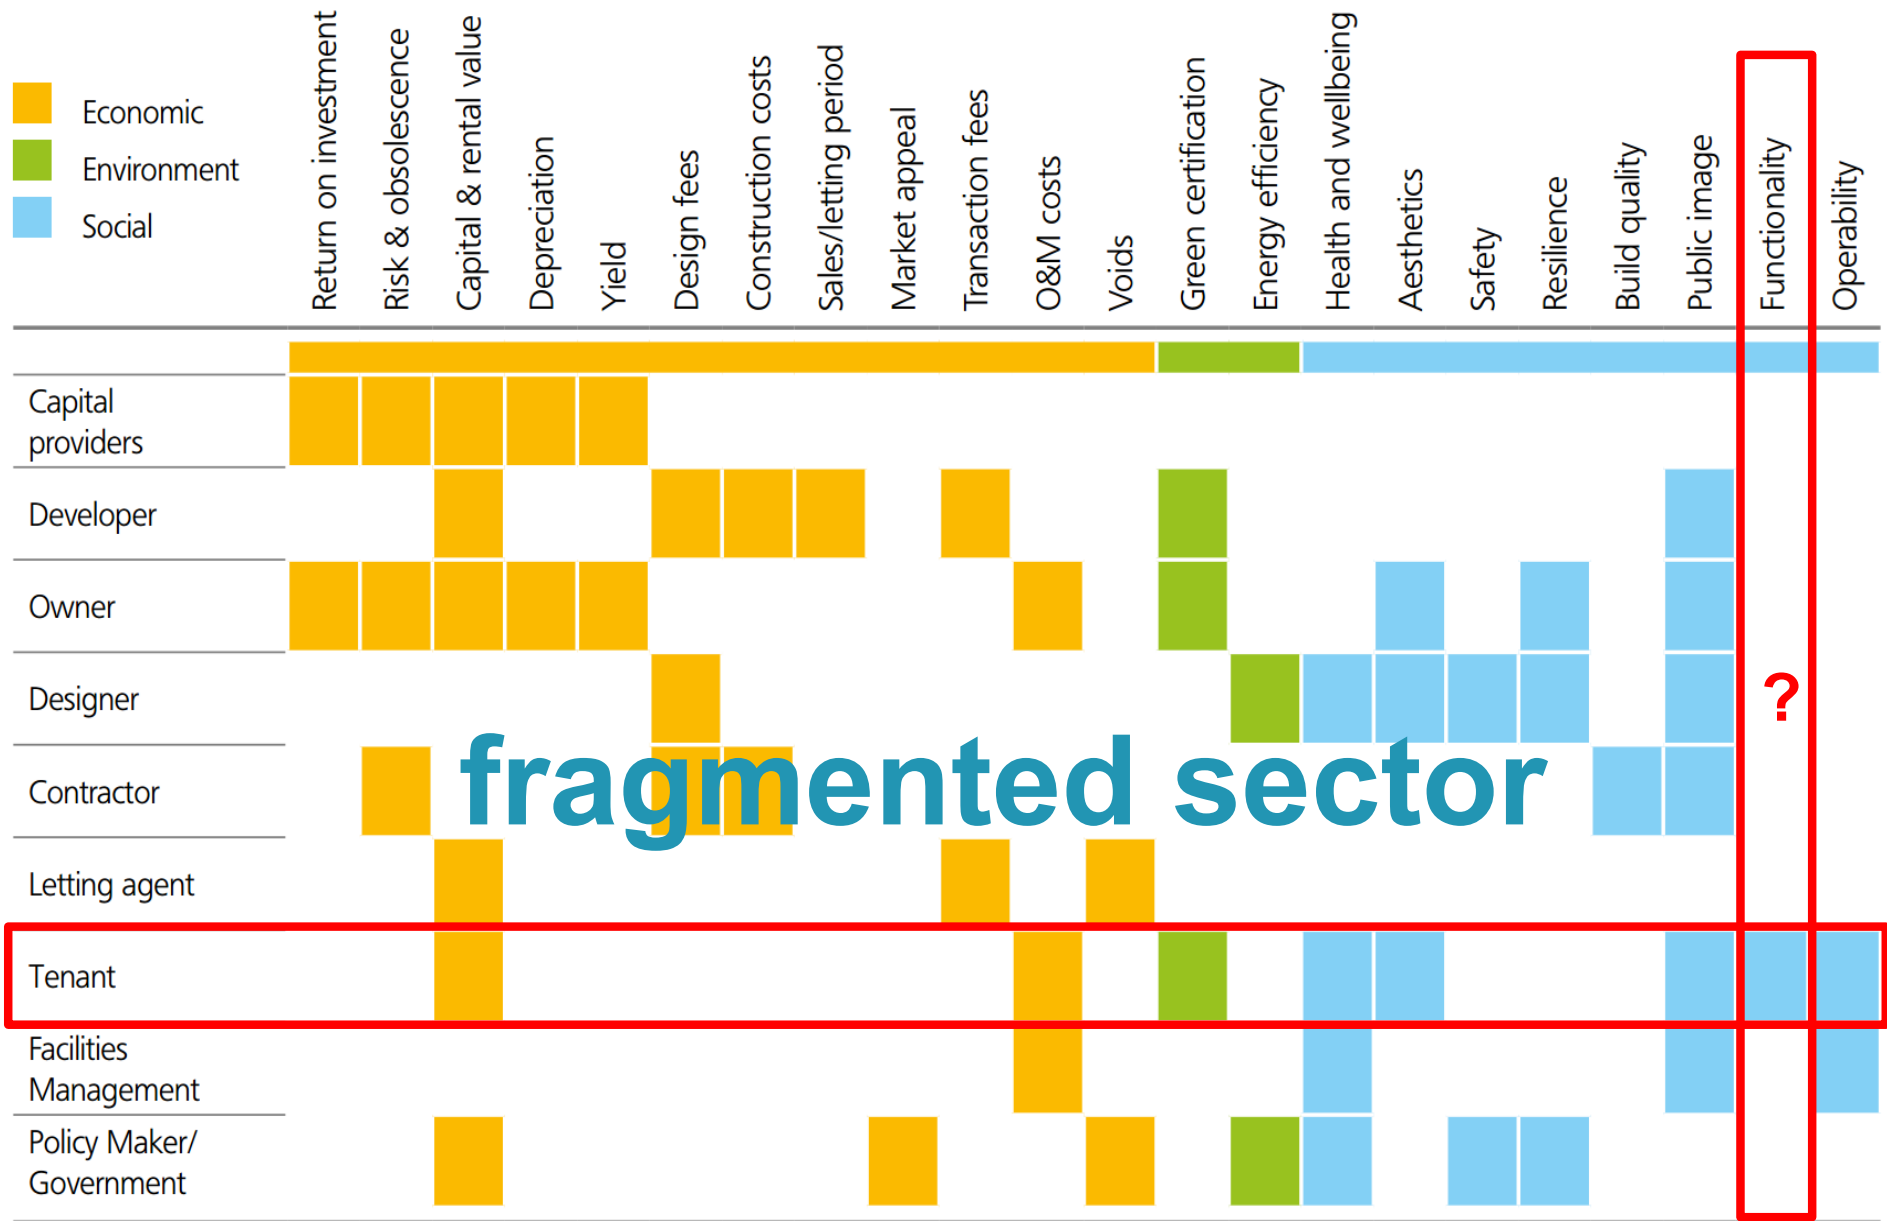 Economic
Environment
Social
Return on investment
Risk & obsolescence
Capital & rental value
Depreciation
Yield
Design fees
Construction costs
Sales/letting period
Market appeal
Transaction fees
O&M costs
Voids
Green certification
Energy efficiency
Health and wellbeing
Aesthetics
Safety
Resilience
Build quality
Public image
Functionality
Operability
Capital
providers
Developer
Owner
Designer
?
fragmented sector
Contractor
Letting agent
Tenant
Facilities
Management
Policy Maker/
Government